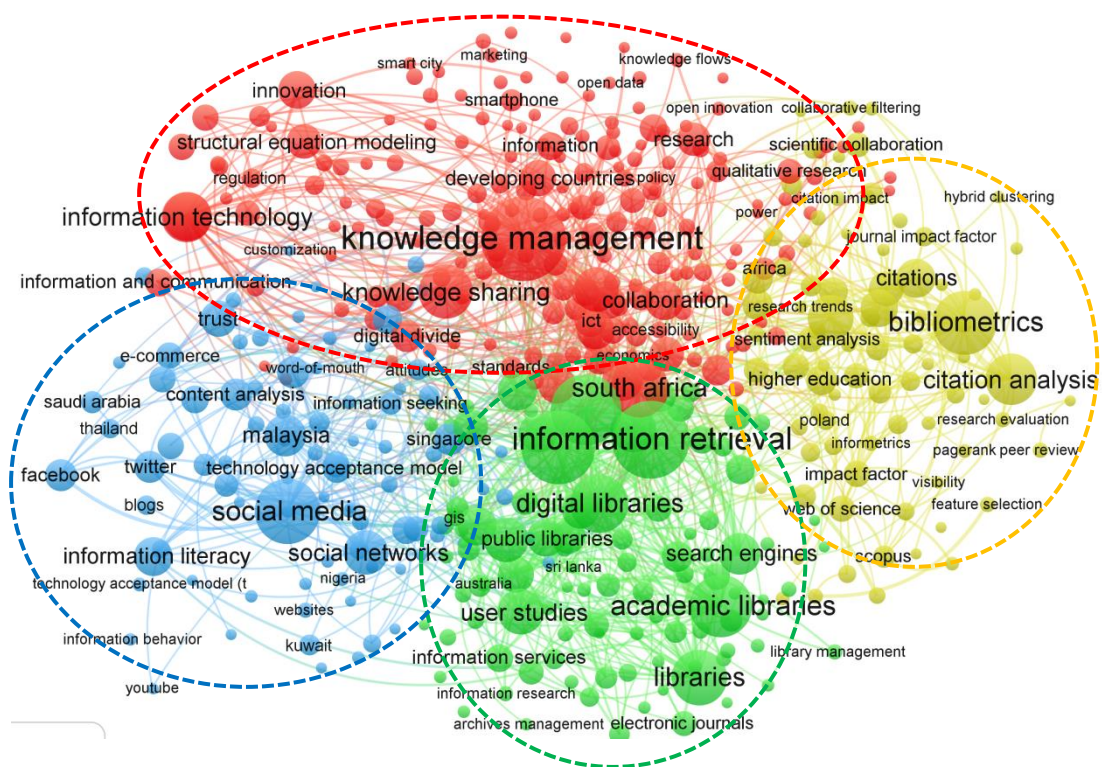 marketing
smart city
knowledge flows
open data
innovation
smartphone
open innovation
collaborative filtering
structural equation modeling
information
research
scientific collaboration
regulation
developing countries
policy
qualitative research
citation impact
hybrid clustering
information technology
power
knowledge management
journal impact factor
customization
africa
information and communication
knowledge sharing
collaboration
citations
research trends
trust
ict
accessibility
bibliometrics
digital divide
sentiment analysis
e-commerce
word-of-mouth
attitudes
standards
economics
higher education
citation analysis
saudi arabia
content analysis
information seeking
south africa
thailand
malaysia
singapore
information retrieval
poland
research evaluation
informetrics
pagerank
peer review
facebook
twitter
technology acceptance model
impact factor
visibility
blogs
social media
gis
digital libraries
web of science
feature selection
information literacy
social networks
public libraries
search engines
scopus
technology acceptance model (t
nigeria
australia
sri lanka
websites
user studies
academic libraries
information behavior
kuwait
information services
library management
youtube
information research
libraries
archives management
electronic journals